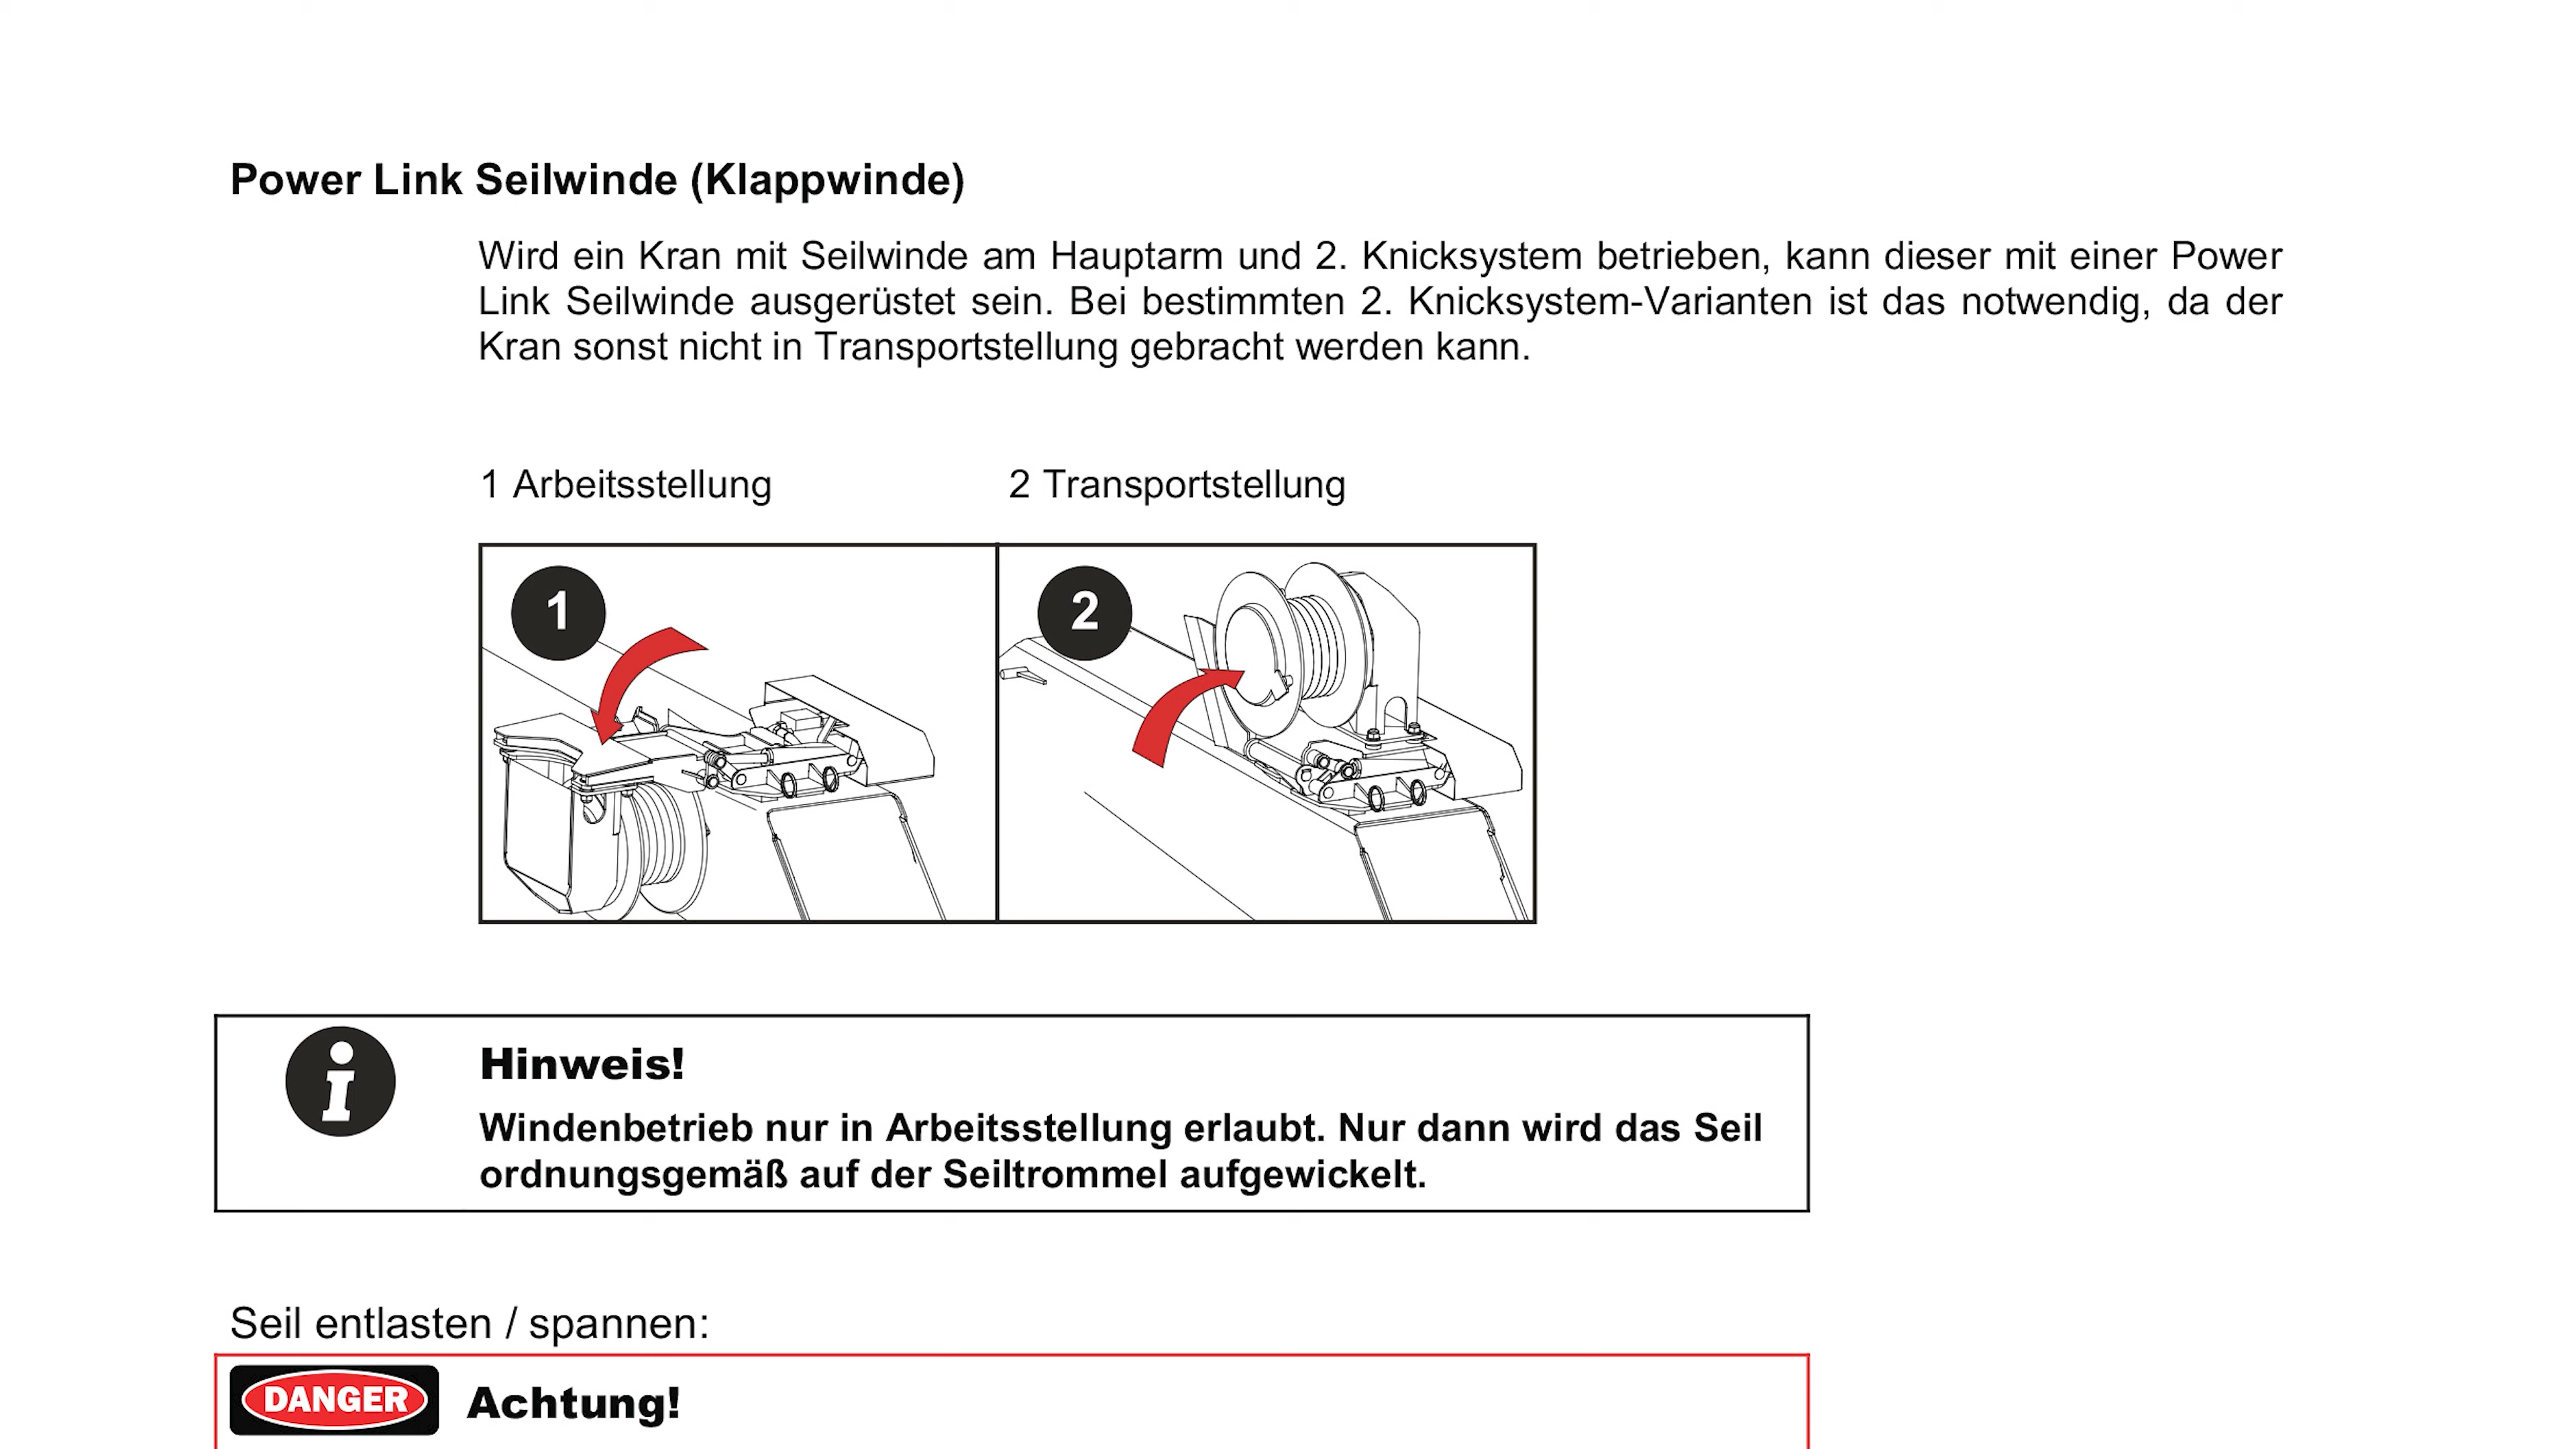 Power Link Seilwinde (Klappwinde)
Wird ein Kran mit Seilwinde am Hauptarm und 2. Knicksystem betrieben, kann dieser mit einer Power
Link Seilwinde ausgerüstet sein. Bei bestimmten 2. Knicksystem-Varianten ist das notwendig, da der
Kran sonst nicht in Transportstellung gebracht werden kann.
1 Arbeitsstellung
2 Transportstellung
1
2
Hinweis!
Windenbetrieb nur in Arbeitsstellung erlaubt. Nur dann wird das Seil
ordnungsgemäß auf der Seiltrommel aufgewickelt.
Seil entlasten / spannen:
DANGER
Achtung!